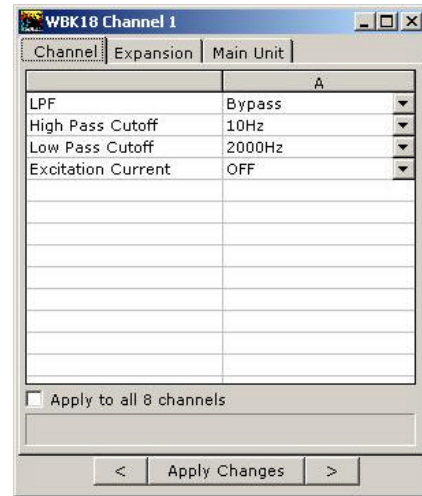 WBK18 Channel 1
Channel Expansion Main Unit
A
LPF Bypass
High Pass Cutoff 10Hz
Low Pass Cutoff 2000Hz
Excitation Current OFF
Apply to all 8 channels
< Apply Changes >